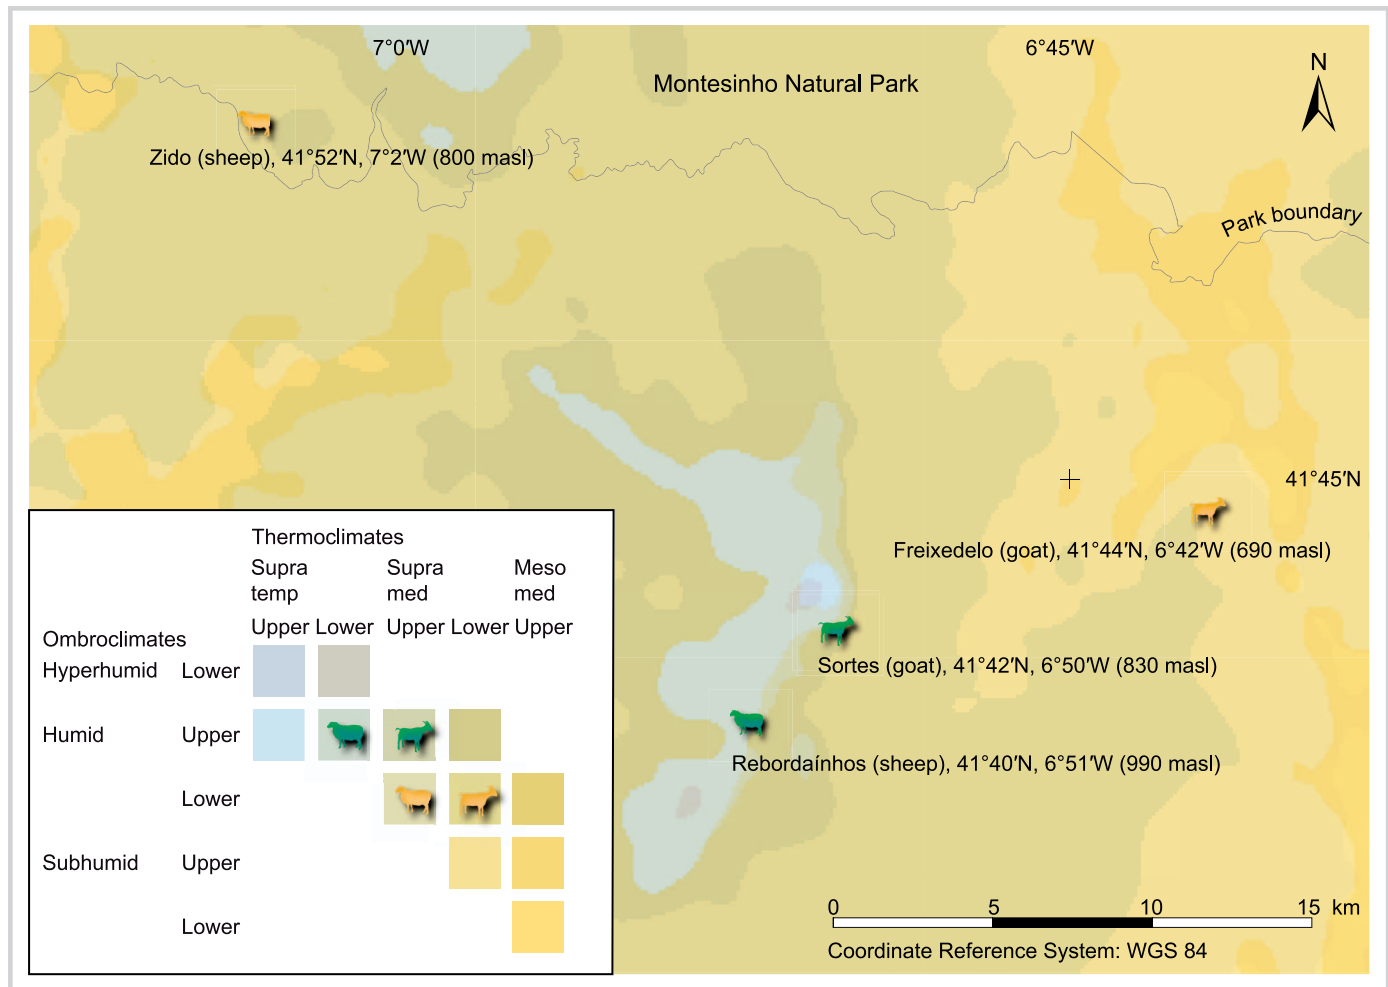 7°0′W
6°45′W
N
Montesinho Natural Park
Zido (sheep), 41°52′N, 7°2′W (800 masl)
Park boundary
41°45′N
Freixedelo (goat), 41°44′N, 6°42′W (690 masl)
Sortes (goat), 41°42′N, 6°50′W (830 masl)
Rebordaínhos (sheep), 41°40′N, 6°51′W (990 masl)
Thermoclimates
Supra Supra Meso
temp med med
Upper Lower Upper Lower Upper
Ombroclimates
Hyperhumid Lower
Humid Upper
Lower
Subhumid Upper
Lower
0 5 10 15 km
Coordinate Reference System: WGS 84